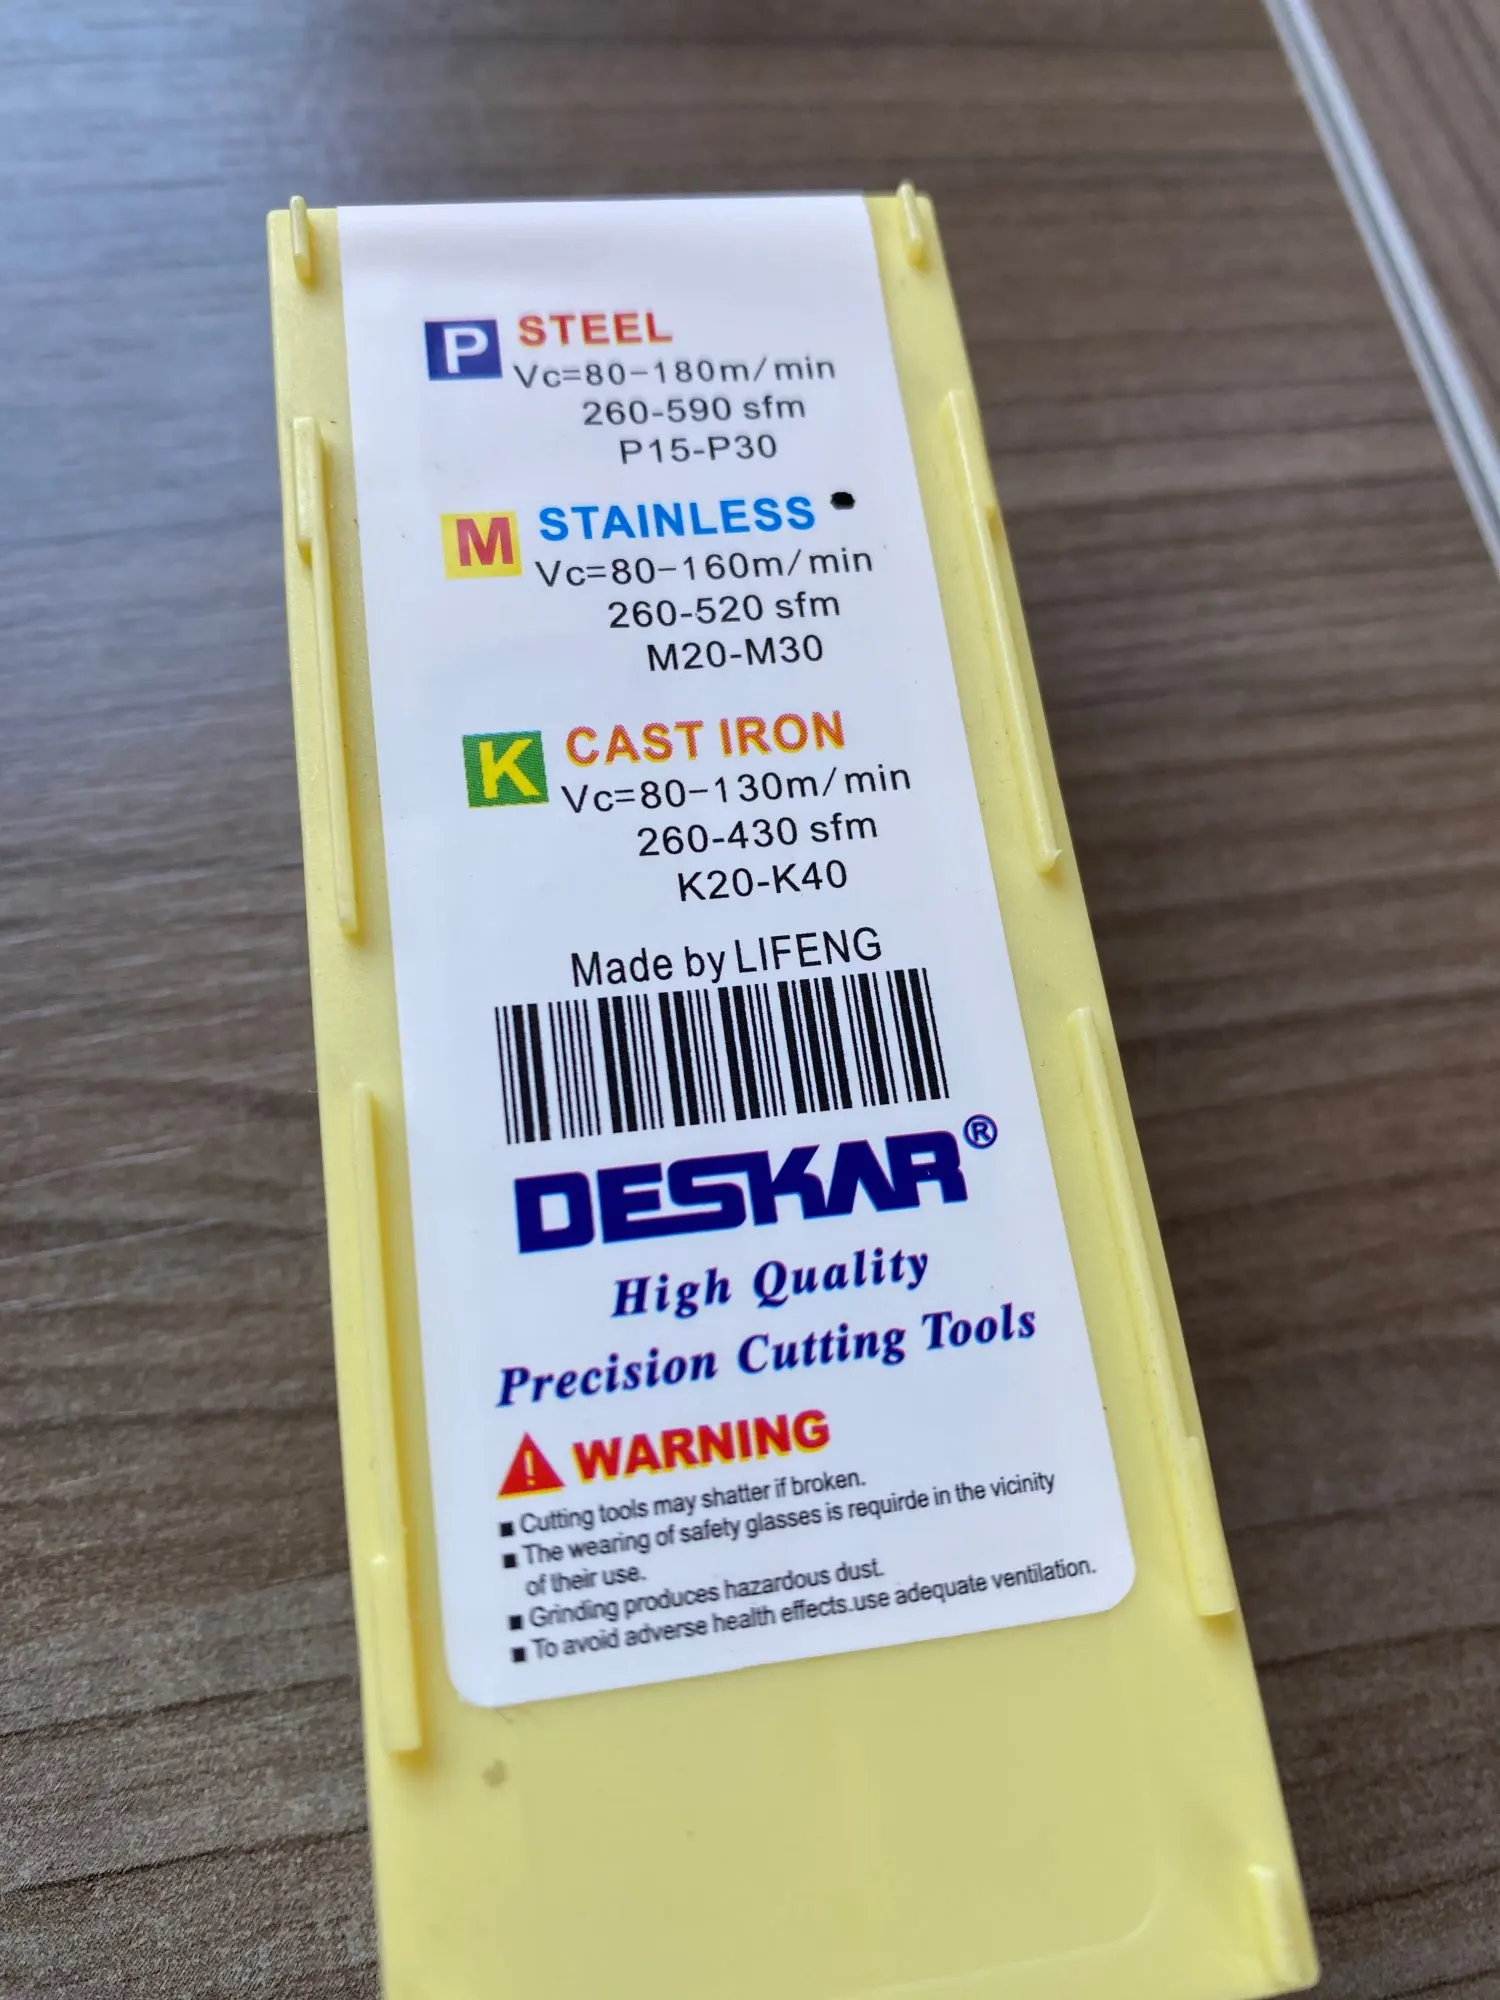 P STEEL
Vc=80-180m/min
260-590 sfm
P15-P30
M STAINLESS
Vc=80-160m/min
260-520 sfm
M20-M30
K CAST IRON
Vc=80-130m/min
260-430 sfm
K20-K40
Made by LIFENG
DESKAR®
High Quality
Precision Cutting Tools
! WARNING
■ Cutting tools may shatter if broken.
■ The wearing of safety glasses is requirde in the vicinity
of their use.
■ Grinding produces hazardous dust.
■ To avoid adverse health effects.use adequate ventilation.